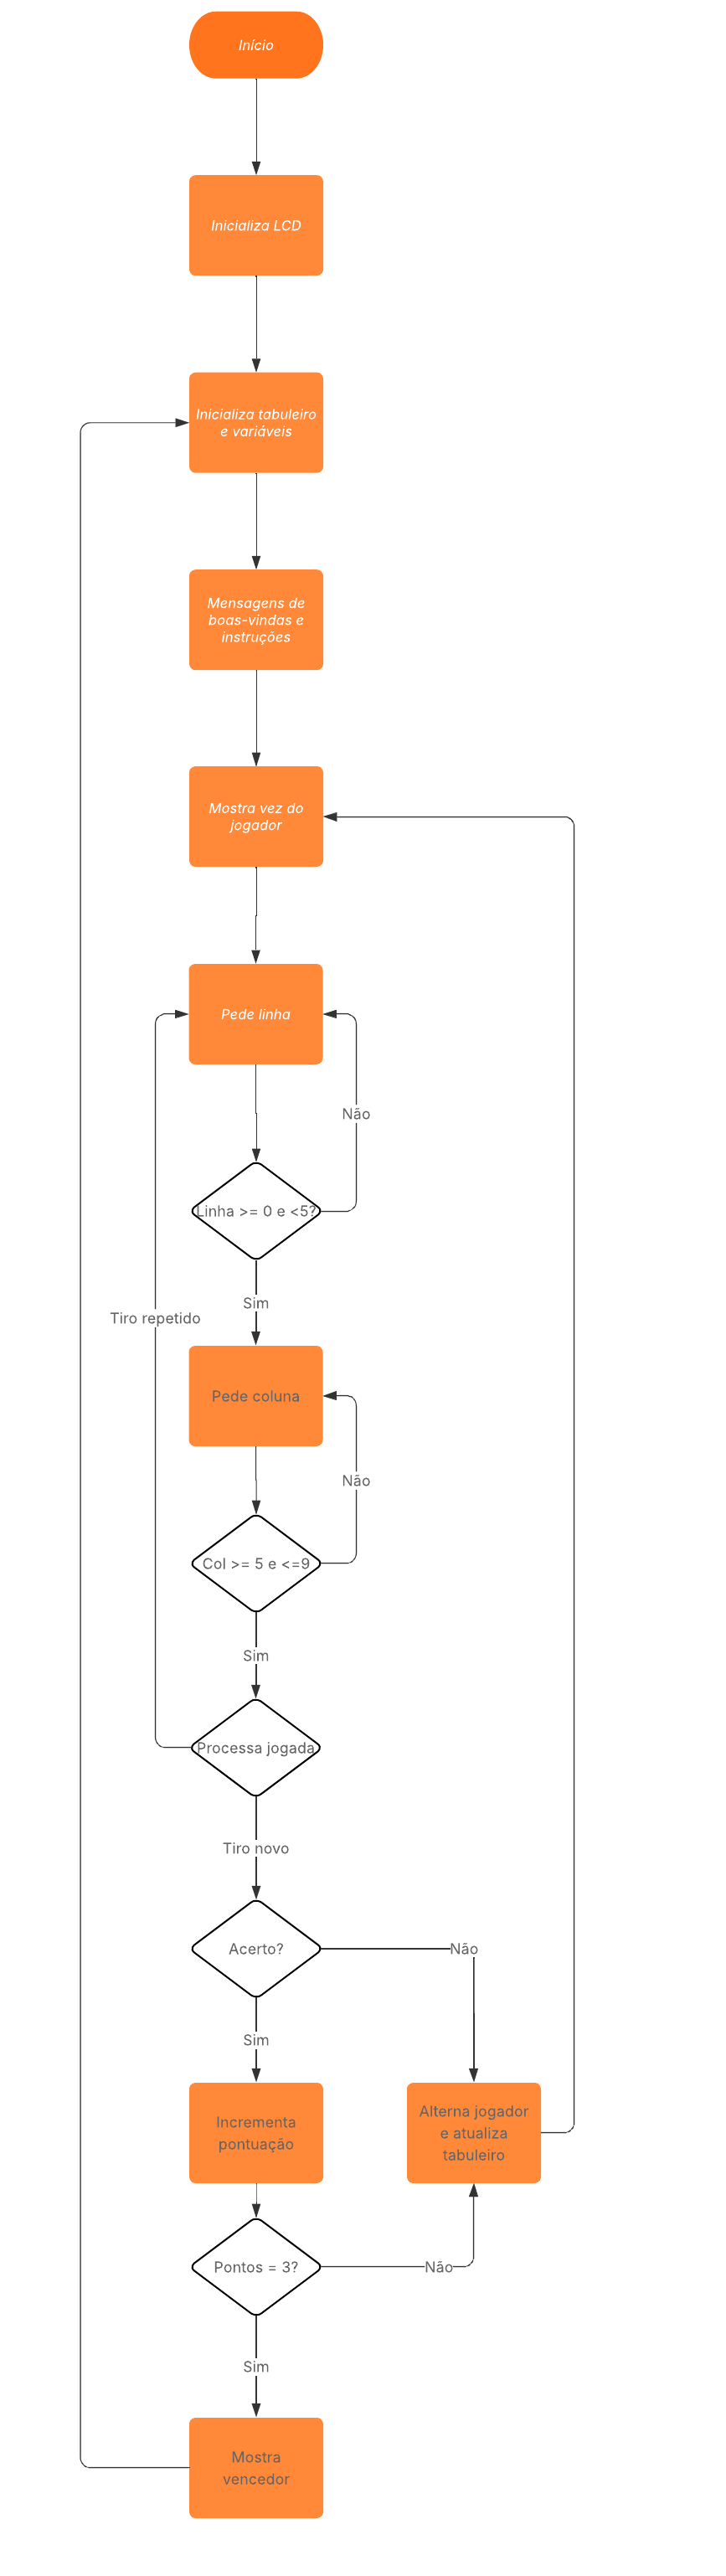 Início
Inicializa LCD
Inicializa tabuleiro
e variáveis
Mensagens de
boas-vindas e
instruções
Mostra vez do
jogador
Pede linha
Não
Linha >= 0 e <5?
Sim
Tiro repetido
Pede coluna
Não
Col >= 5 e <=9
Sim
Processa jogada
Tiro novo
Acerto?
Não
Sim
Incrementa
pontuação
Alterna jogador
e atualiza
tabuleiro
Pontos = 3?
Não
Sim
Mostra
vencedor